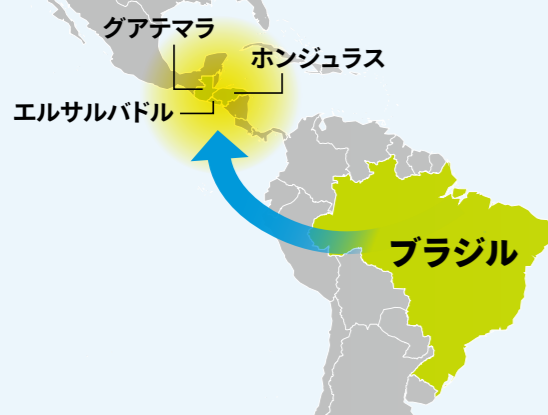 グアテマラ
ホンジュラス
エルサルバドル
ブラジル